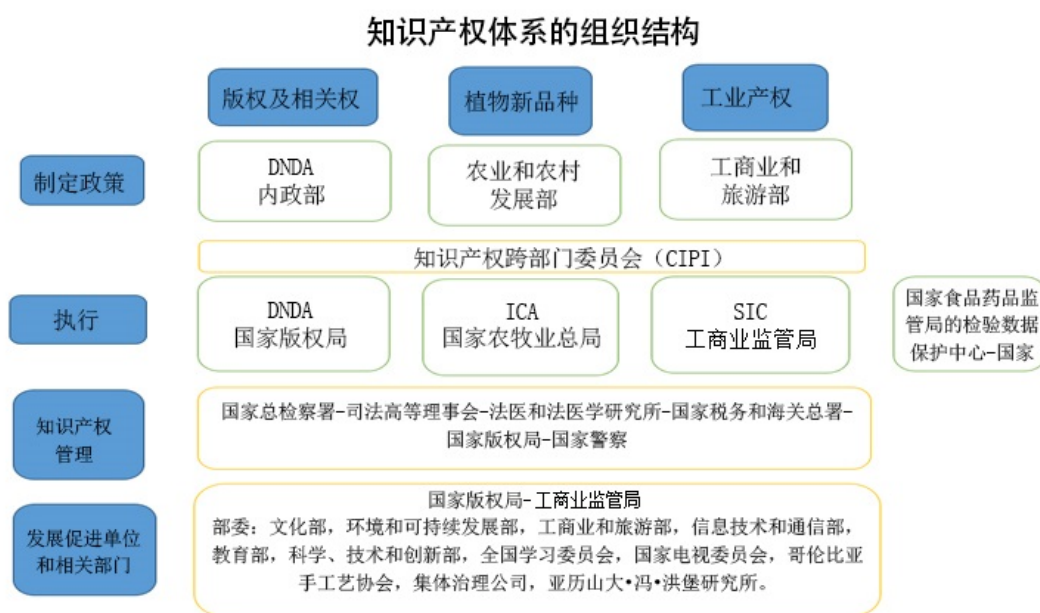 知识产权体系的组织结构
版权及相关权
植物新品种
工业产权
制定政策
DNDA
内政部
农业和农村
发展部
工商业和
旅游部
知识产权跨部门委员会（CIPI）
执行
DNDA
国家版权局
ICA
国家农牧业总局
SIC
工商业监管局
国家食品药品监
管局的检验数据
保护中心-国家
知识产权
管理
国家总检察署-司法高等理事会-法医和法医学研究所-国家税务和海关总署-
国家版权局-国家警察
发展促进单位
和相关部门
国家版权局-工商业监管局
部委：文化部，环境和可持续发展部，工商业和旅游部，信息技术和通信部，
教育部，科学、技术和创新部，全国学习委员会，国家电视委员会，哥伦比亚
手工艺协会，集体治理公司，亚历山大•冯•洪堡研究所。